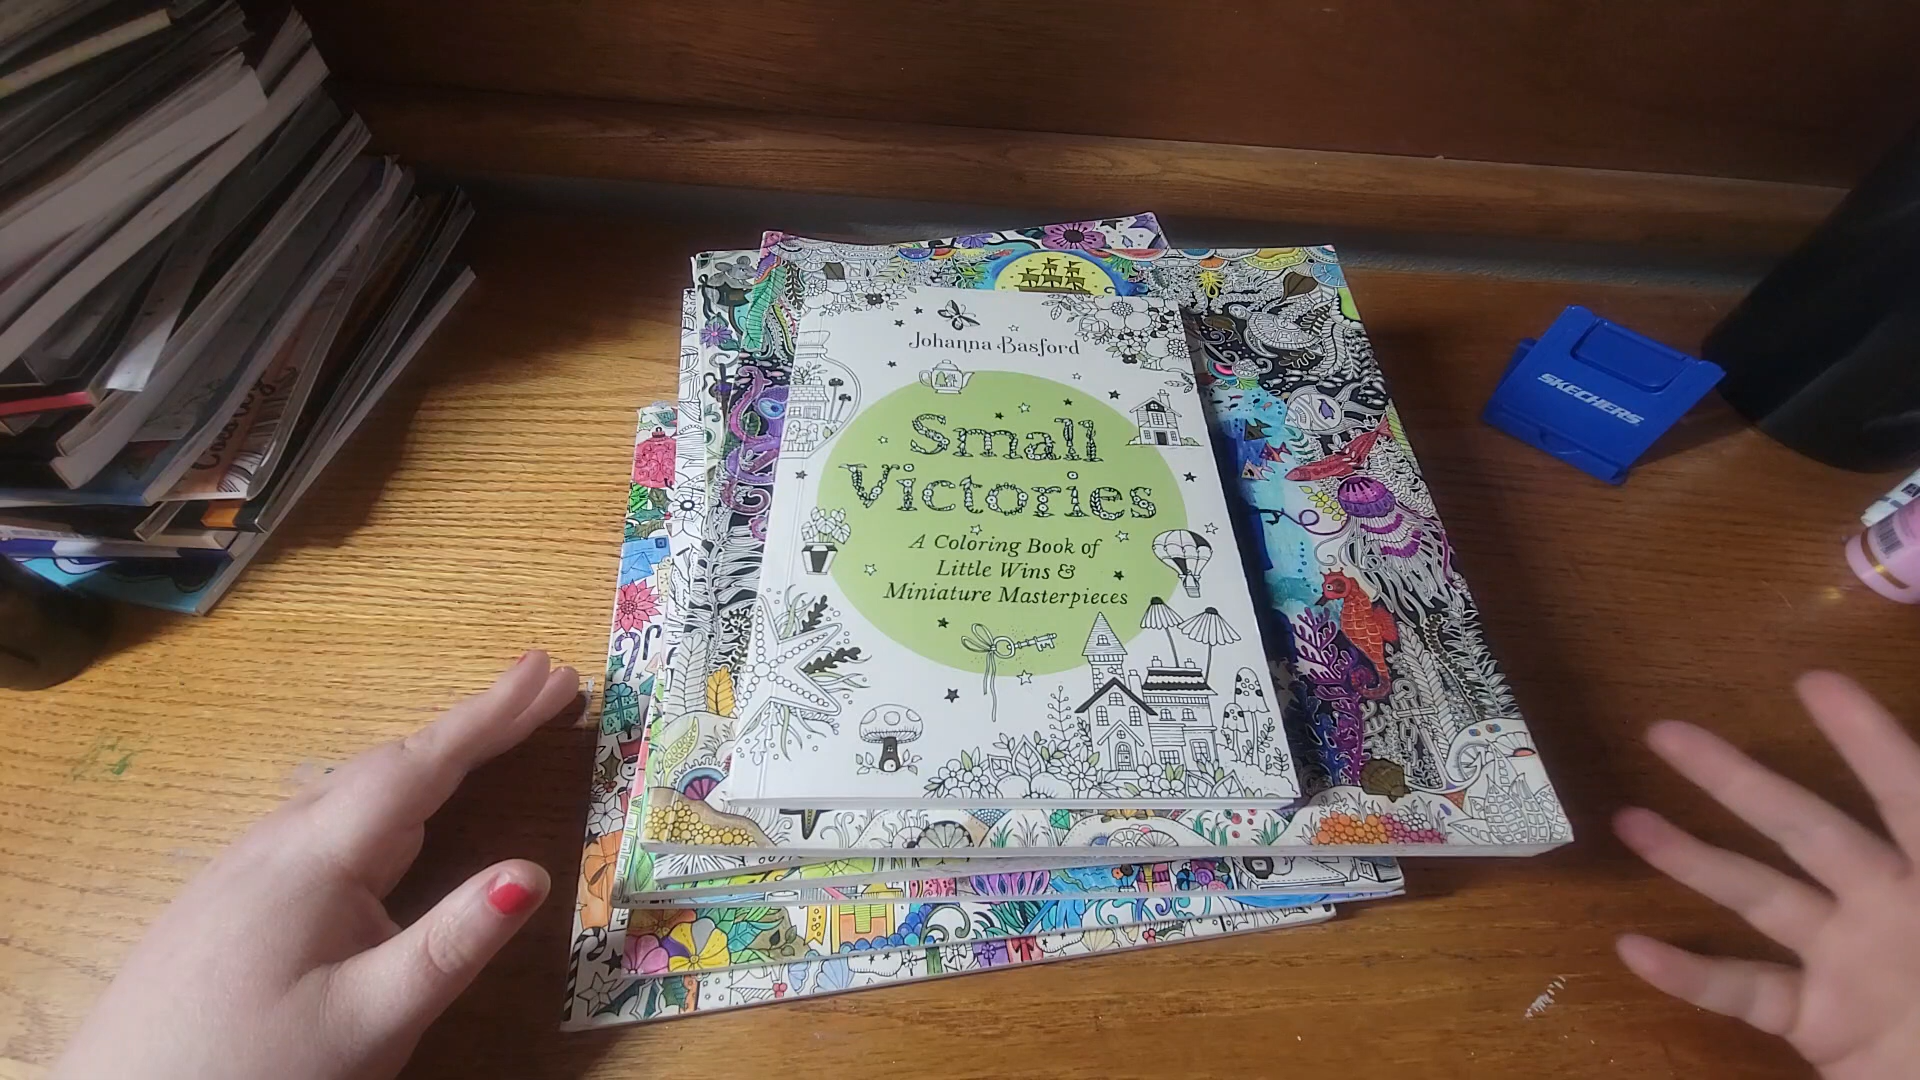 Johanna Basford
Small
Victories
A Coloring Book of
Little Wins &
Miniature Masterpieces
SKECHERS